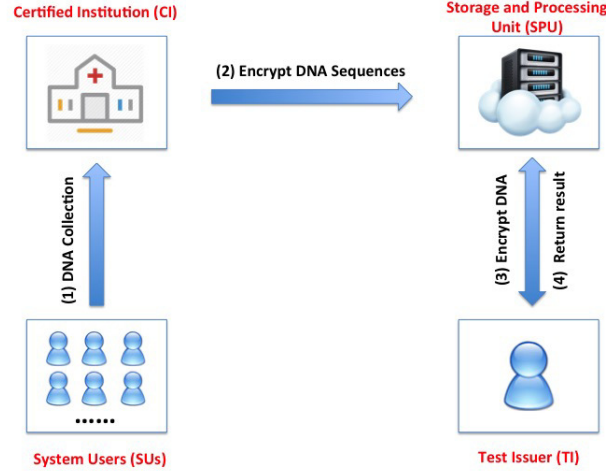 Certified Institution (CI)
Storage and Processing
Unit (SPU)
(2) Encrypt DNA Sequences
(1) DNA Collection
(3) Encrypt DNA
(4) Return result
......
System Users (SUs)
Test Issuer (TI)